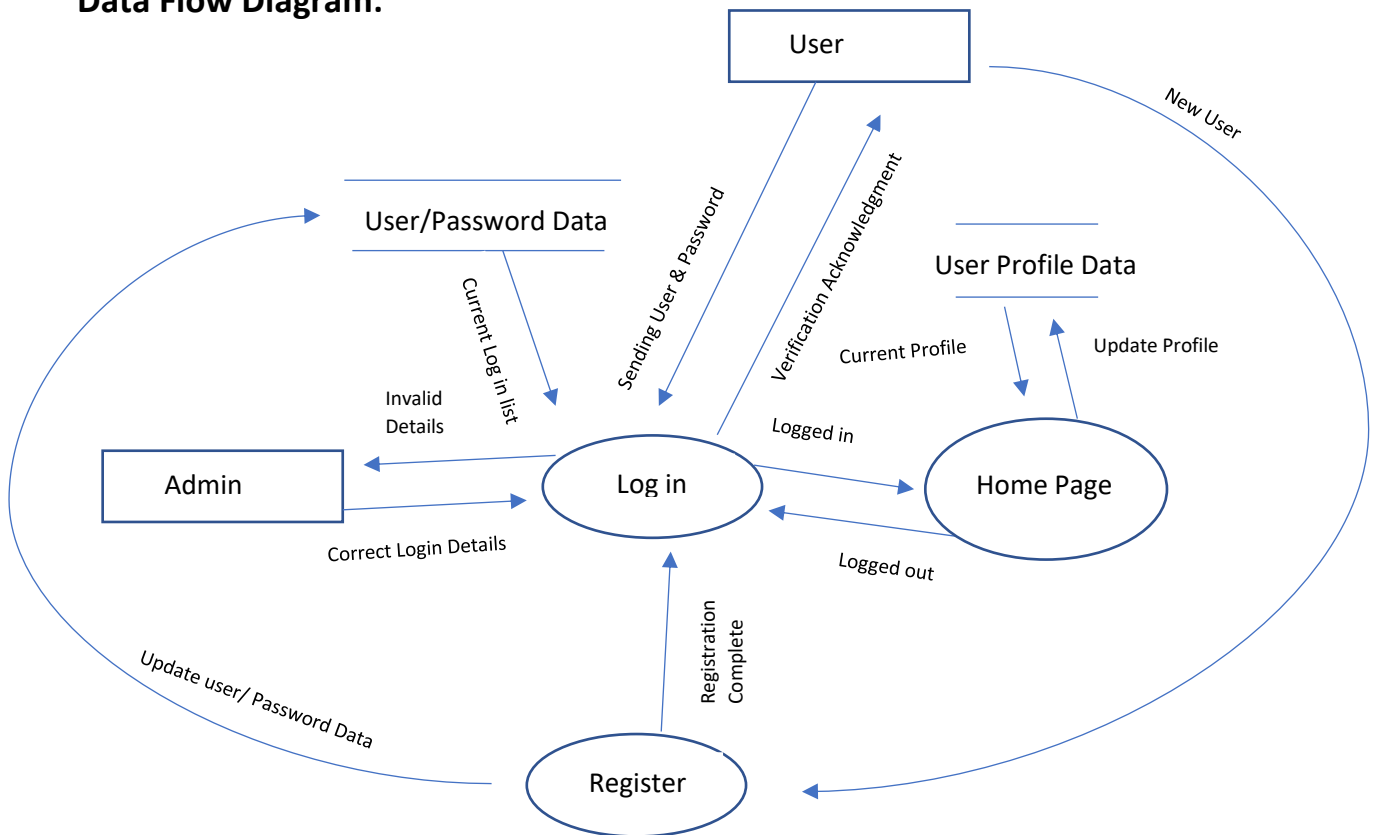 Data Flow Diagram:
User
New User
User/Password Data
Sending User & Password
Verification Acknowledgment
User Profile Data
Current Log in list
Current Profile
Update Profile
Invalid
Details
Logged in
Admin
Log in
Home Page
Correct Login Details
Logged out
Registration
Complete
Update user/ Password Data
Register